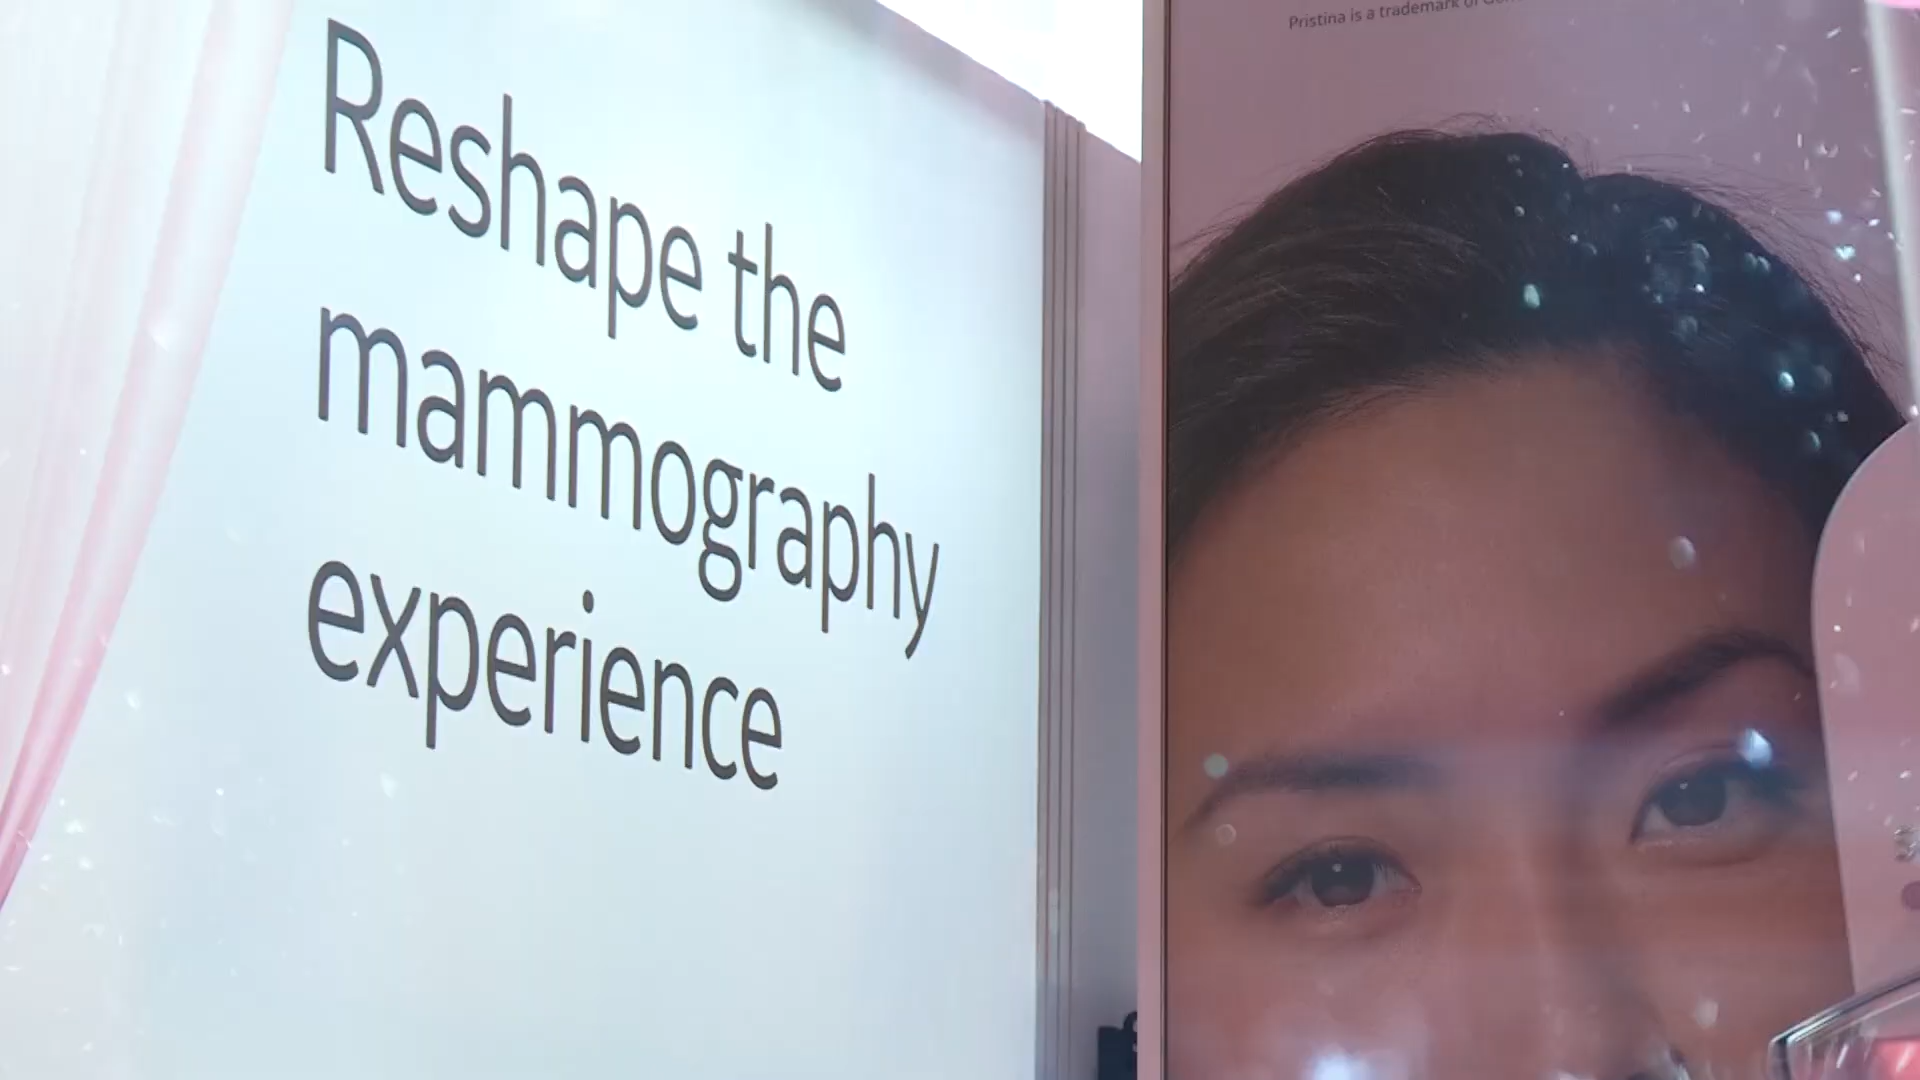 Reshape the
mammography
experience
Pristina is a trademark of